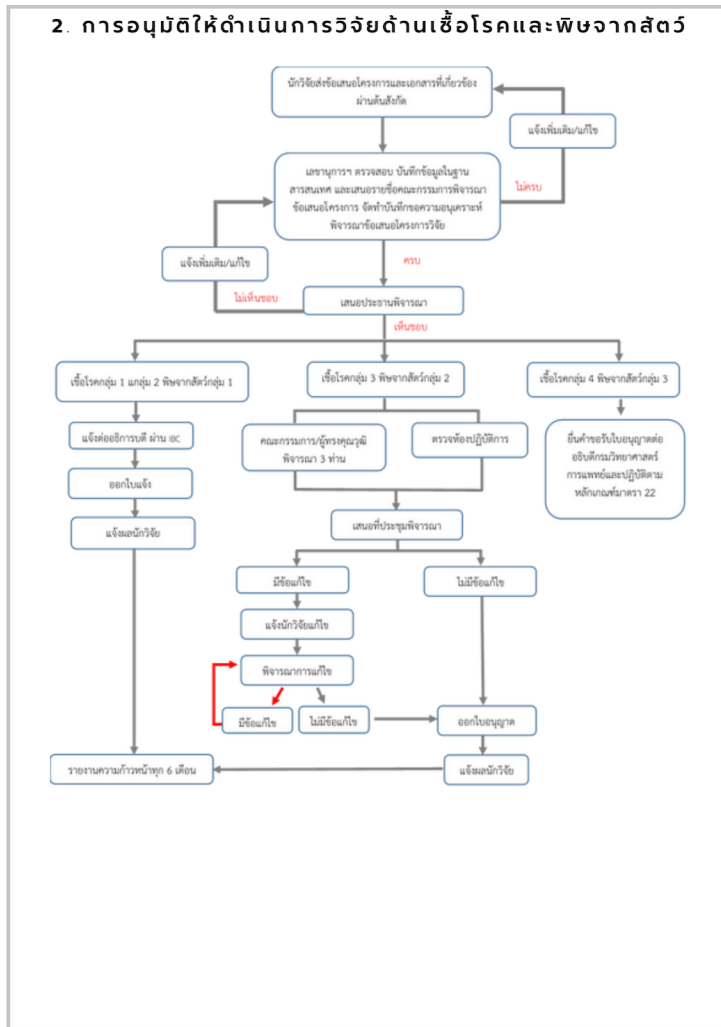 2. การอนุมัติให้ดำเนินการวิจัยด้านเชื้อโรคและพิษจากสัตว์
นักวิจัยส่งข้อเสนอโครงการและเอกสารที่เกี่ยวข้อง
ผ่านต้นสังกัด
แจ้งเพิ่มเติม/แก้ไข
เลขานุการฯ ตรวจสอบ บันทึกข้อมูลในฐาน
สารสนเทศ และเสนอรายชื่อคณะกรรมการพิจารณา
ข้อเสนอโครงการ จัดทำบันทึกขอความอนุเคราะห์
พิจารณาข้อเสนอโครงการวิจัย
ไม่ครบ
แจ้งเพิ่มเติม/แก้ไข
ครบ
ไม่เห็นชอบ
เสนอประธานพิจารณา
เห็นชอบ
เชื้อโรคกลุ่ม 1 แกลุ่ม 2 พิษจากสัตว์กลุ่ม 1
เชื้อโรคกลุ่ม 3 พิษจากสัตว์กลุ่ม 2
เชื้อโรคกลุ่ม 4 พิษจากสัตว์กลุ่ม 3
แจ้งต่ออธิการบดี ผ่าน IBC
คณะกรรมการ/ผู้ทรงคุณวุฒิ
พิจารณา 3 ท่าน
ตรวจห้องปฏิบัติการ
ยื่นคำขอรับใบอนุญาตต่อ
อธิบดีกรมวิทยาศาสตร์
การแพทย์และปฏิบัติตาม
หลักเกณฑ์มาตรา 22
ออกใบแจ้ง
แจ้งผลนักวิจัย
เสนอที่ประชุมพิจารณา
มีข้อแก้ไข
ไม่มีข้อแก้ไข
แจ้งนักวิจัยแก้ไข
พิจารณาการแก้ไข
มีข้อแก้ไข
ไม่มีข้อแก้ไข
ออกใบอนุญาต
รายงานความก้าวหน้าทุก 6 เดือน
แจ้งผลนักวิจัย